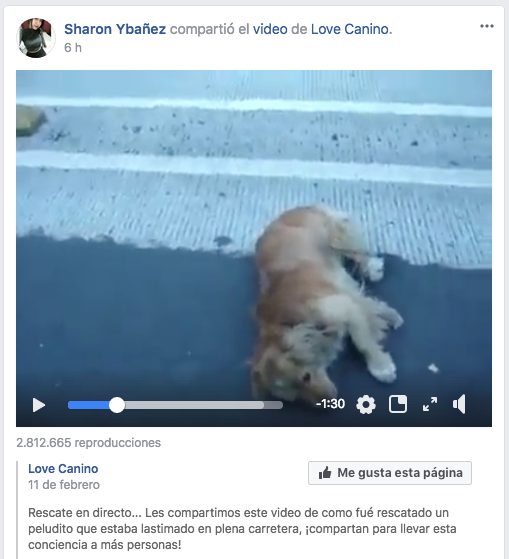 Sharon Ybañez compartió el video de Love Canino.
6 h
-1:30
2.812.665 reproducciones
Love Canino
11 de febrero
Me gusta esta página
Rescate en directo... Les compartimos este video de como fué rescatado un
peludito que estaba lastimado en plena carretera, ¡compartan para llevar esta
conciencia a más personas!